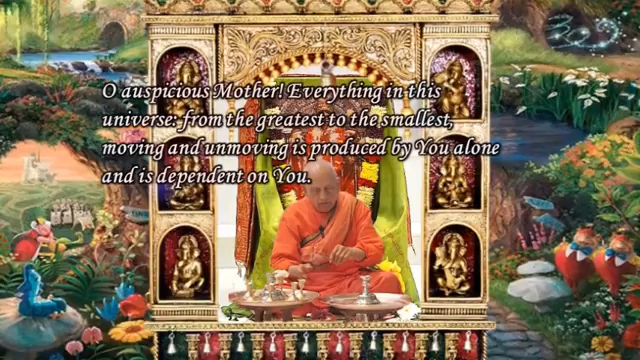 O auspicious Mother! Everything in this
universe: from the greatest to the smallest,
moving and unmoving is produced by You alone
and is dependent on You.